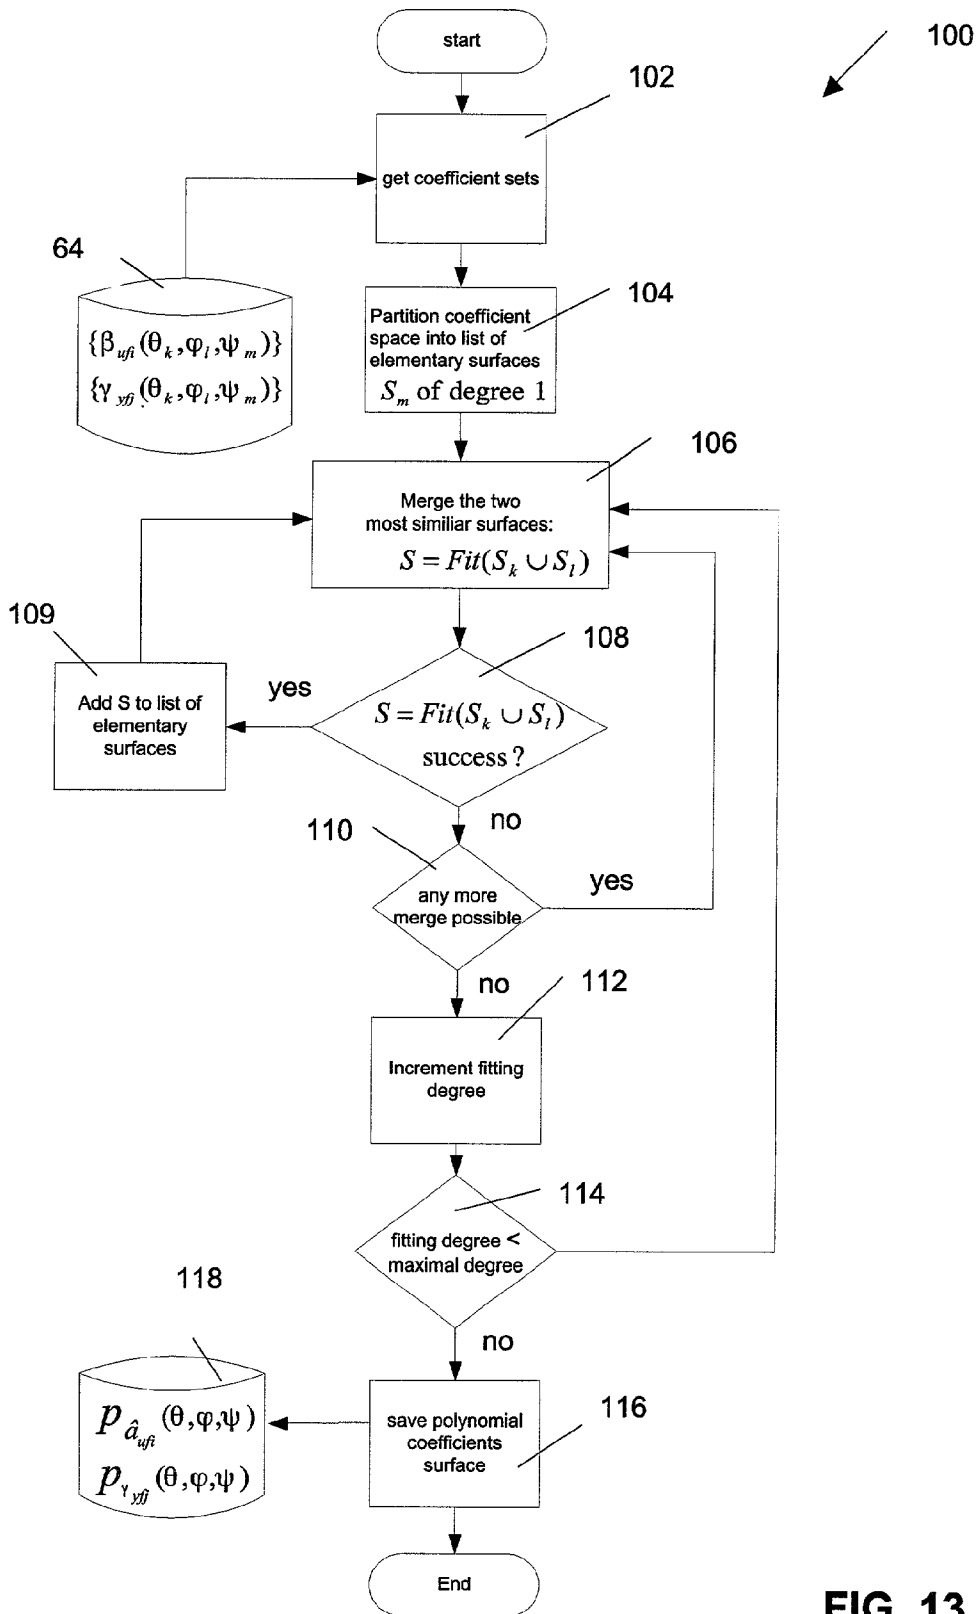 start
100
102
get coefficient sets
64
{β_ufi(θ_k,φ_l,ψ_m)}
{γ_yfj(θ_k,φ_l,ψ_m)}
104
Partition coefficient
space into list of
elementary surfaces
S_m of degree 1
106
Merge the two
most similiar surfaces:
S = Fit(S_k ∪ S_l)
109
Add S to list of
elementary
surfaces
yes
108
S = Fit(S_k ∪ S_l)
success ?
no
110
any more
merge possible
yes
no
112
Increment fitting
degree
114
fitting degree <
maximal degree
no
118
p_â_ufi (θ,φ,ψ)
p_γ_yfj (θ,φ,ψ)
116
save polynomial
coefficients
surface
End
FIG. 13